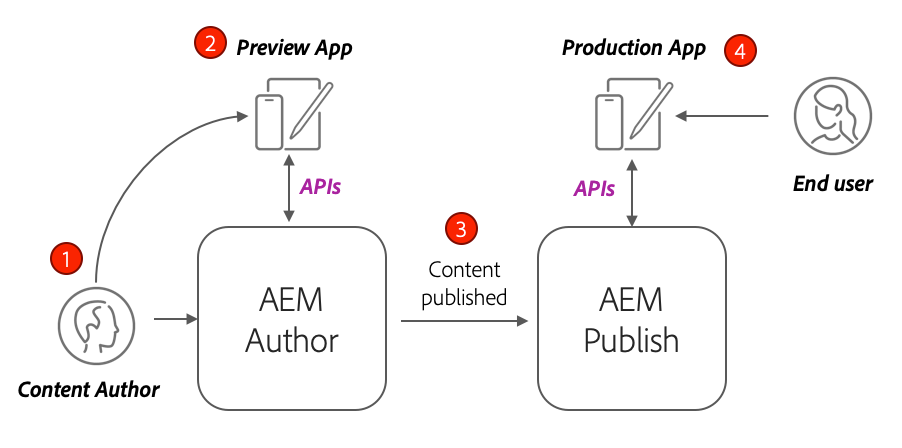 2 Preview App
Production App 4
APIs
APIs
End user
1
3
Content
published
AEM
Author
AEM
Publish
Content Author